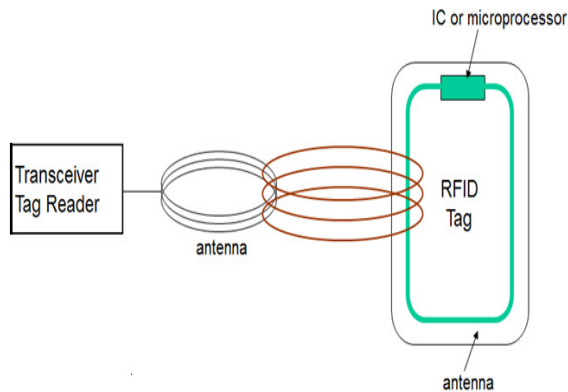 IC or microprocessor
Transceiver
Tag Reader
antenna
RFID
Tag
antenna